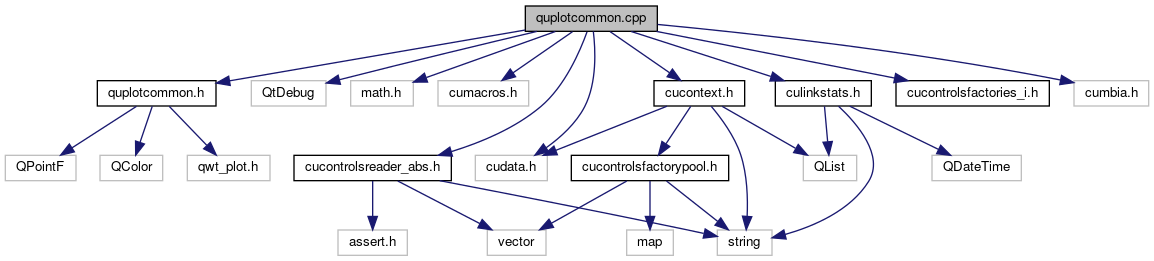 quplotcommon.cpp
quplotcommon.h
QtDebug
math.h
cumacros.h
cucontext.h
culinkstats.h
cucontrolsfactories_i.h
cumbia.h
QPointF
QColor
qwt_plot.h
cucontrolsreader_abs.h
cudata.h
cucontrolsfactorypool.h
QList
QDateTime
assert.h
vector
map
string